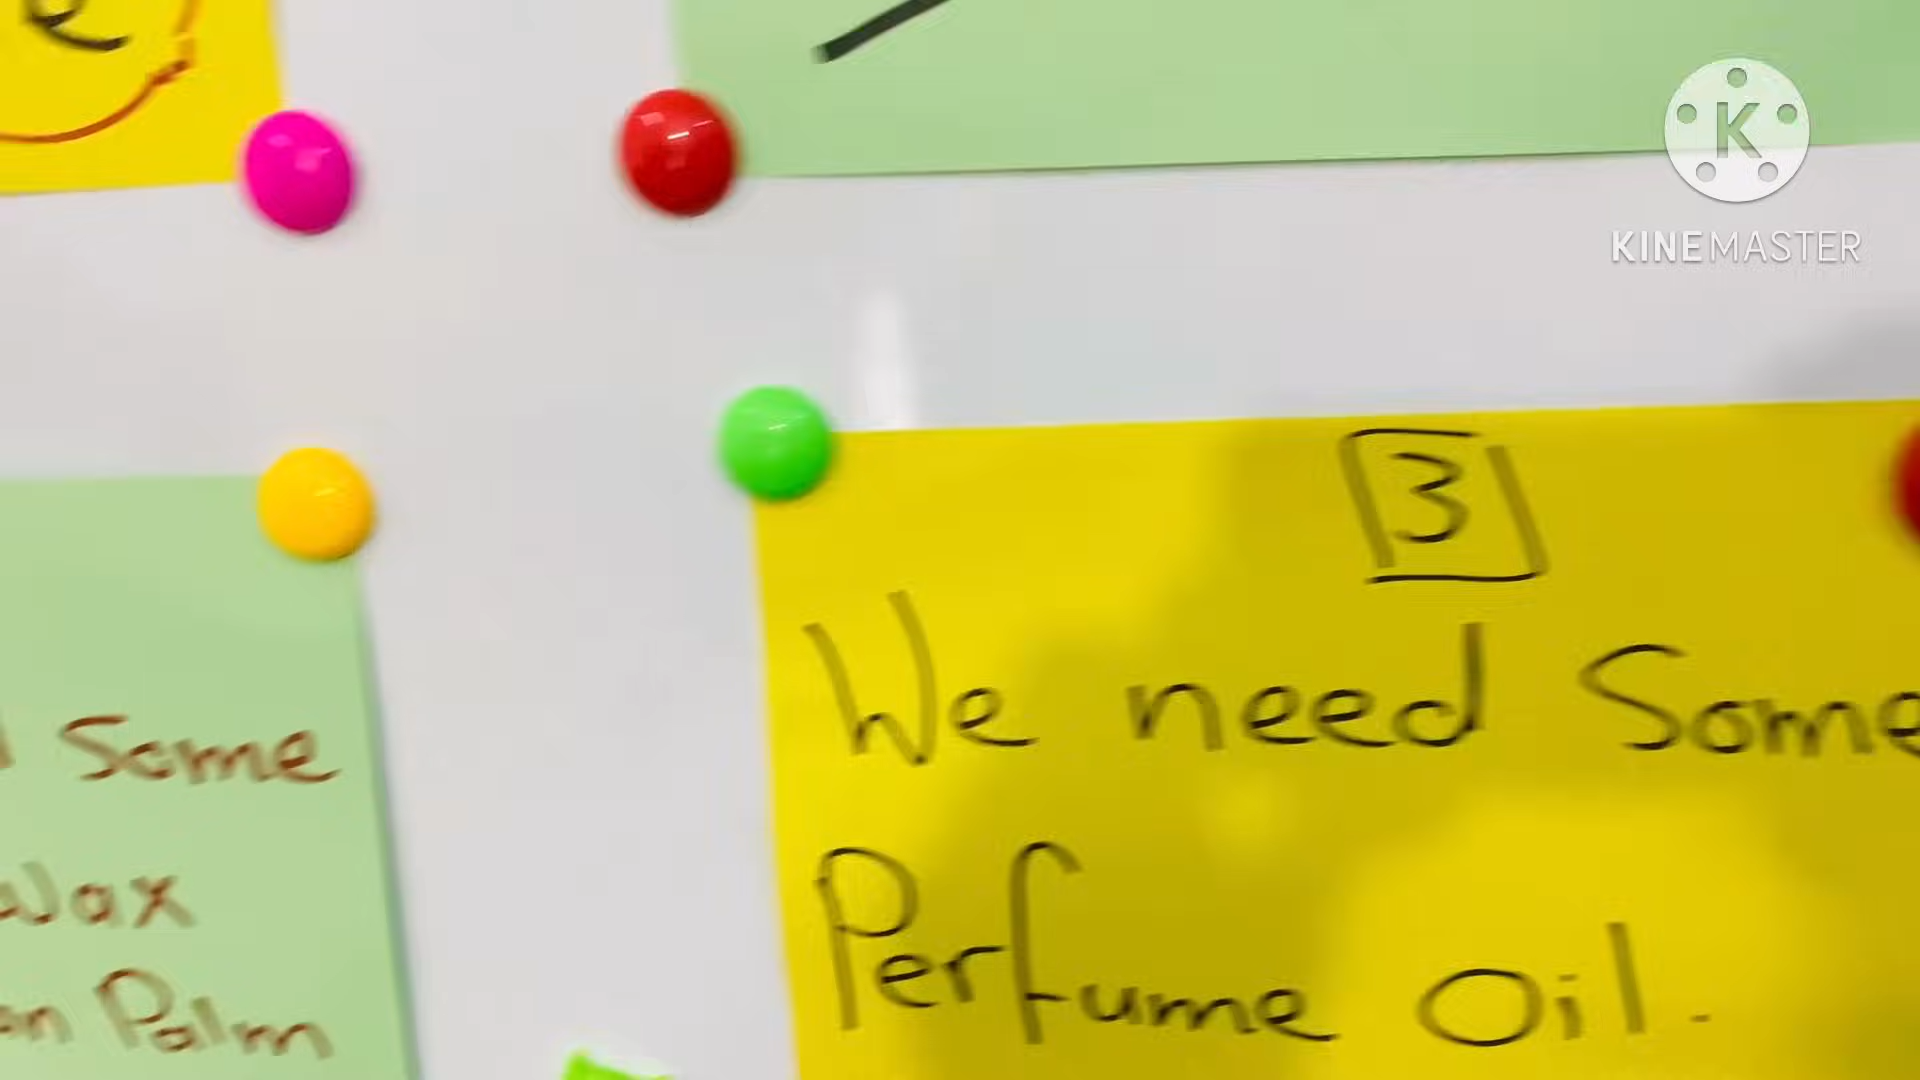 KINEMASTER
3
We need Some
Perfume Oil.
Some
Wax
Palm